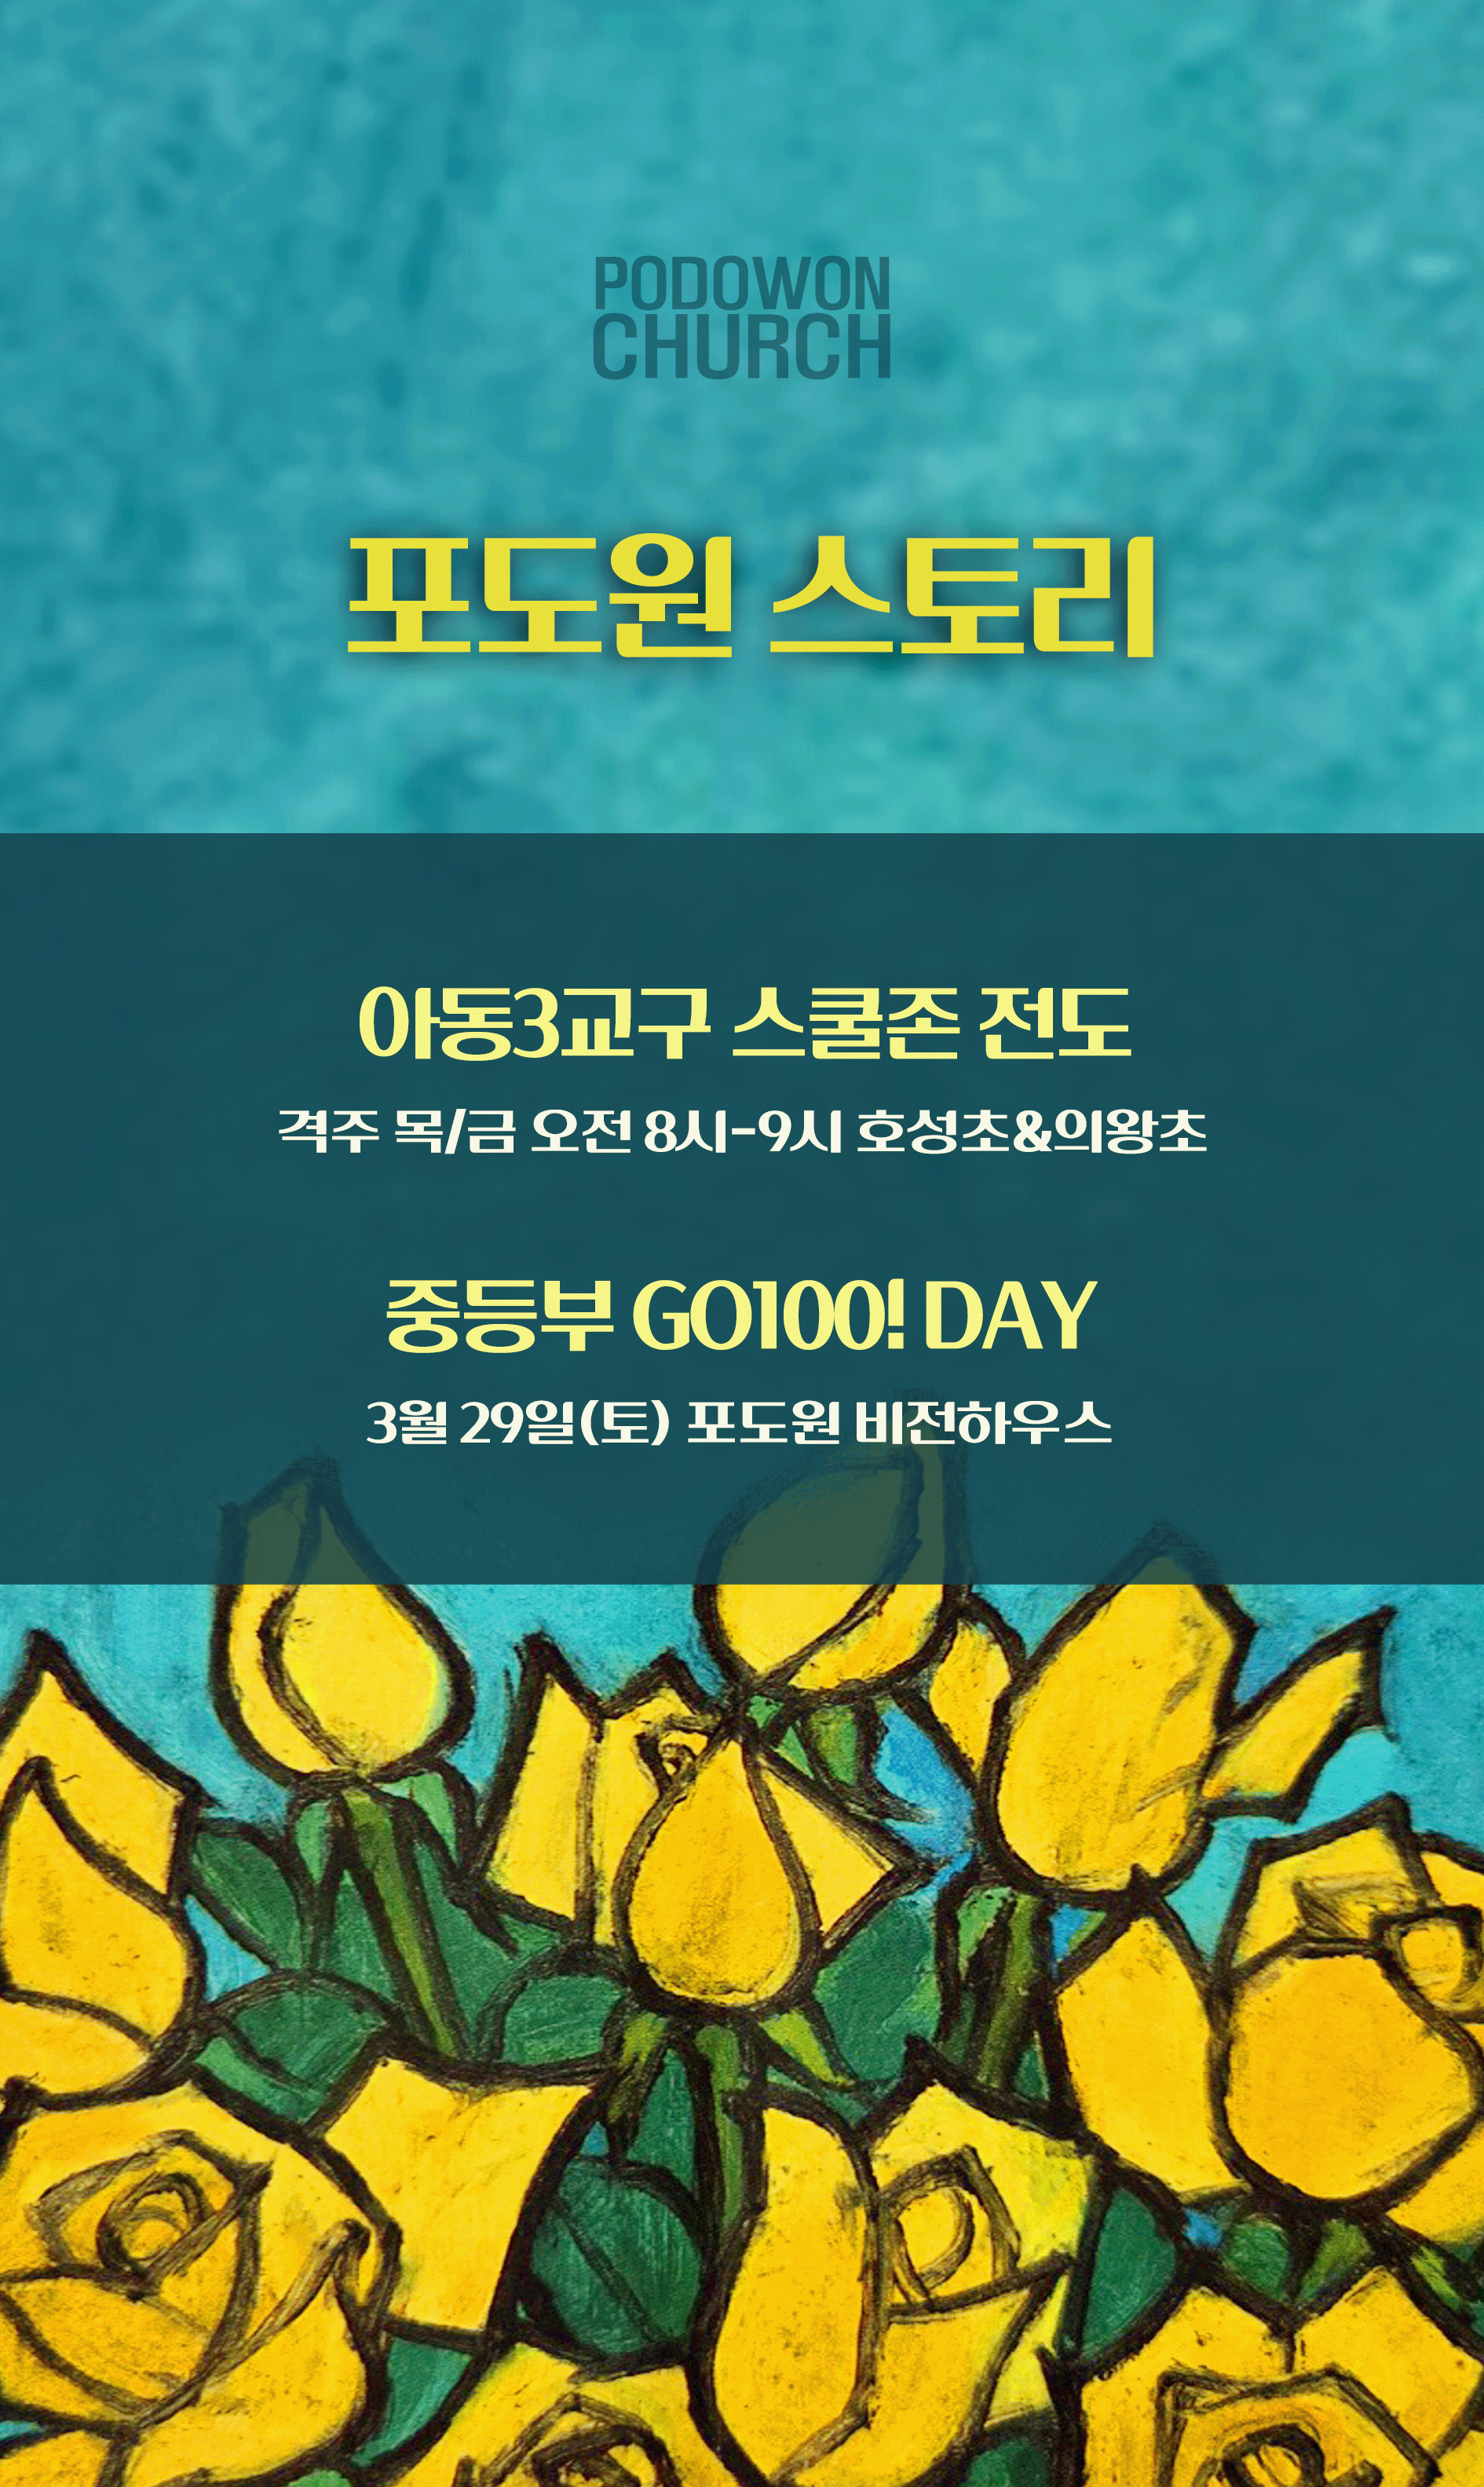 PODOWON
CHURCH
포도원 스토리
아동3교구 스쿨존 전도
격주 목/금 오전 8시-9시 호성초&의왕초
중등부 GO100! DAY
3월 29일(토) 포도원 비전하우스